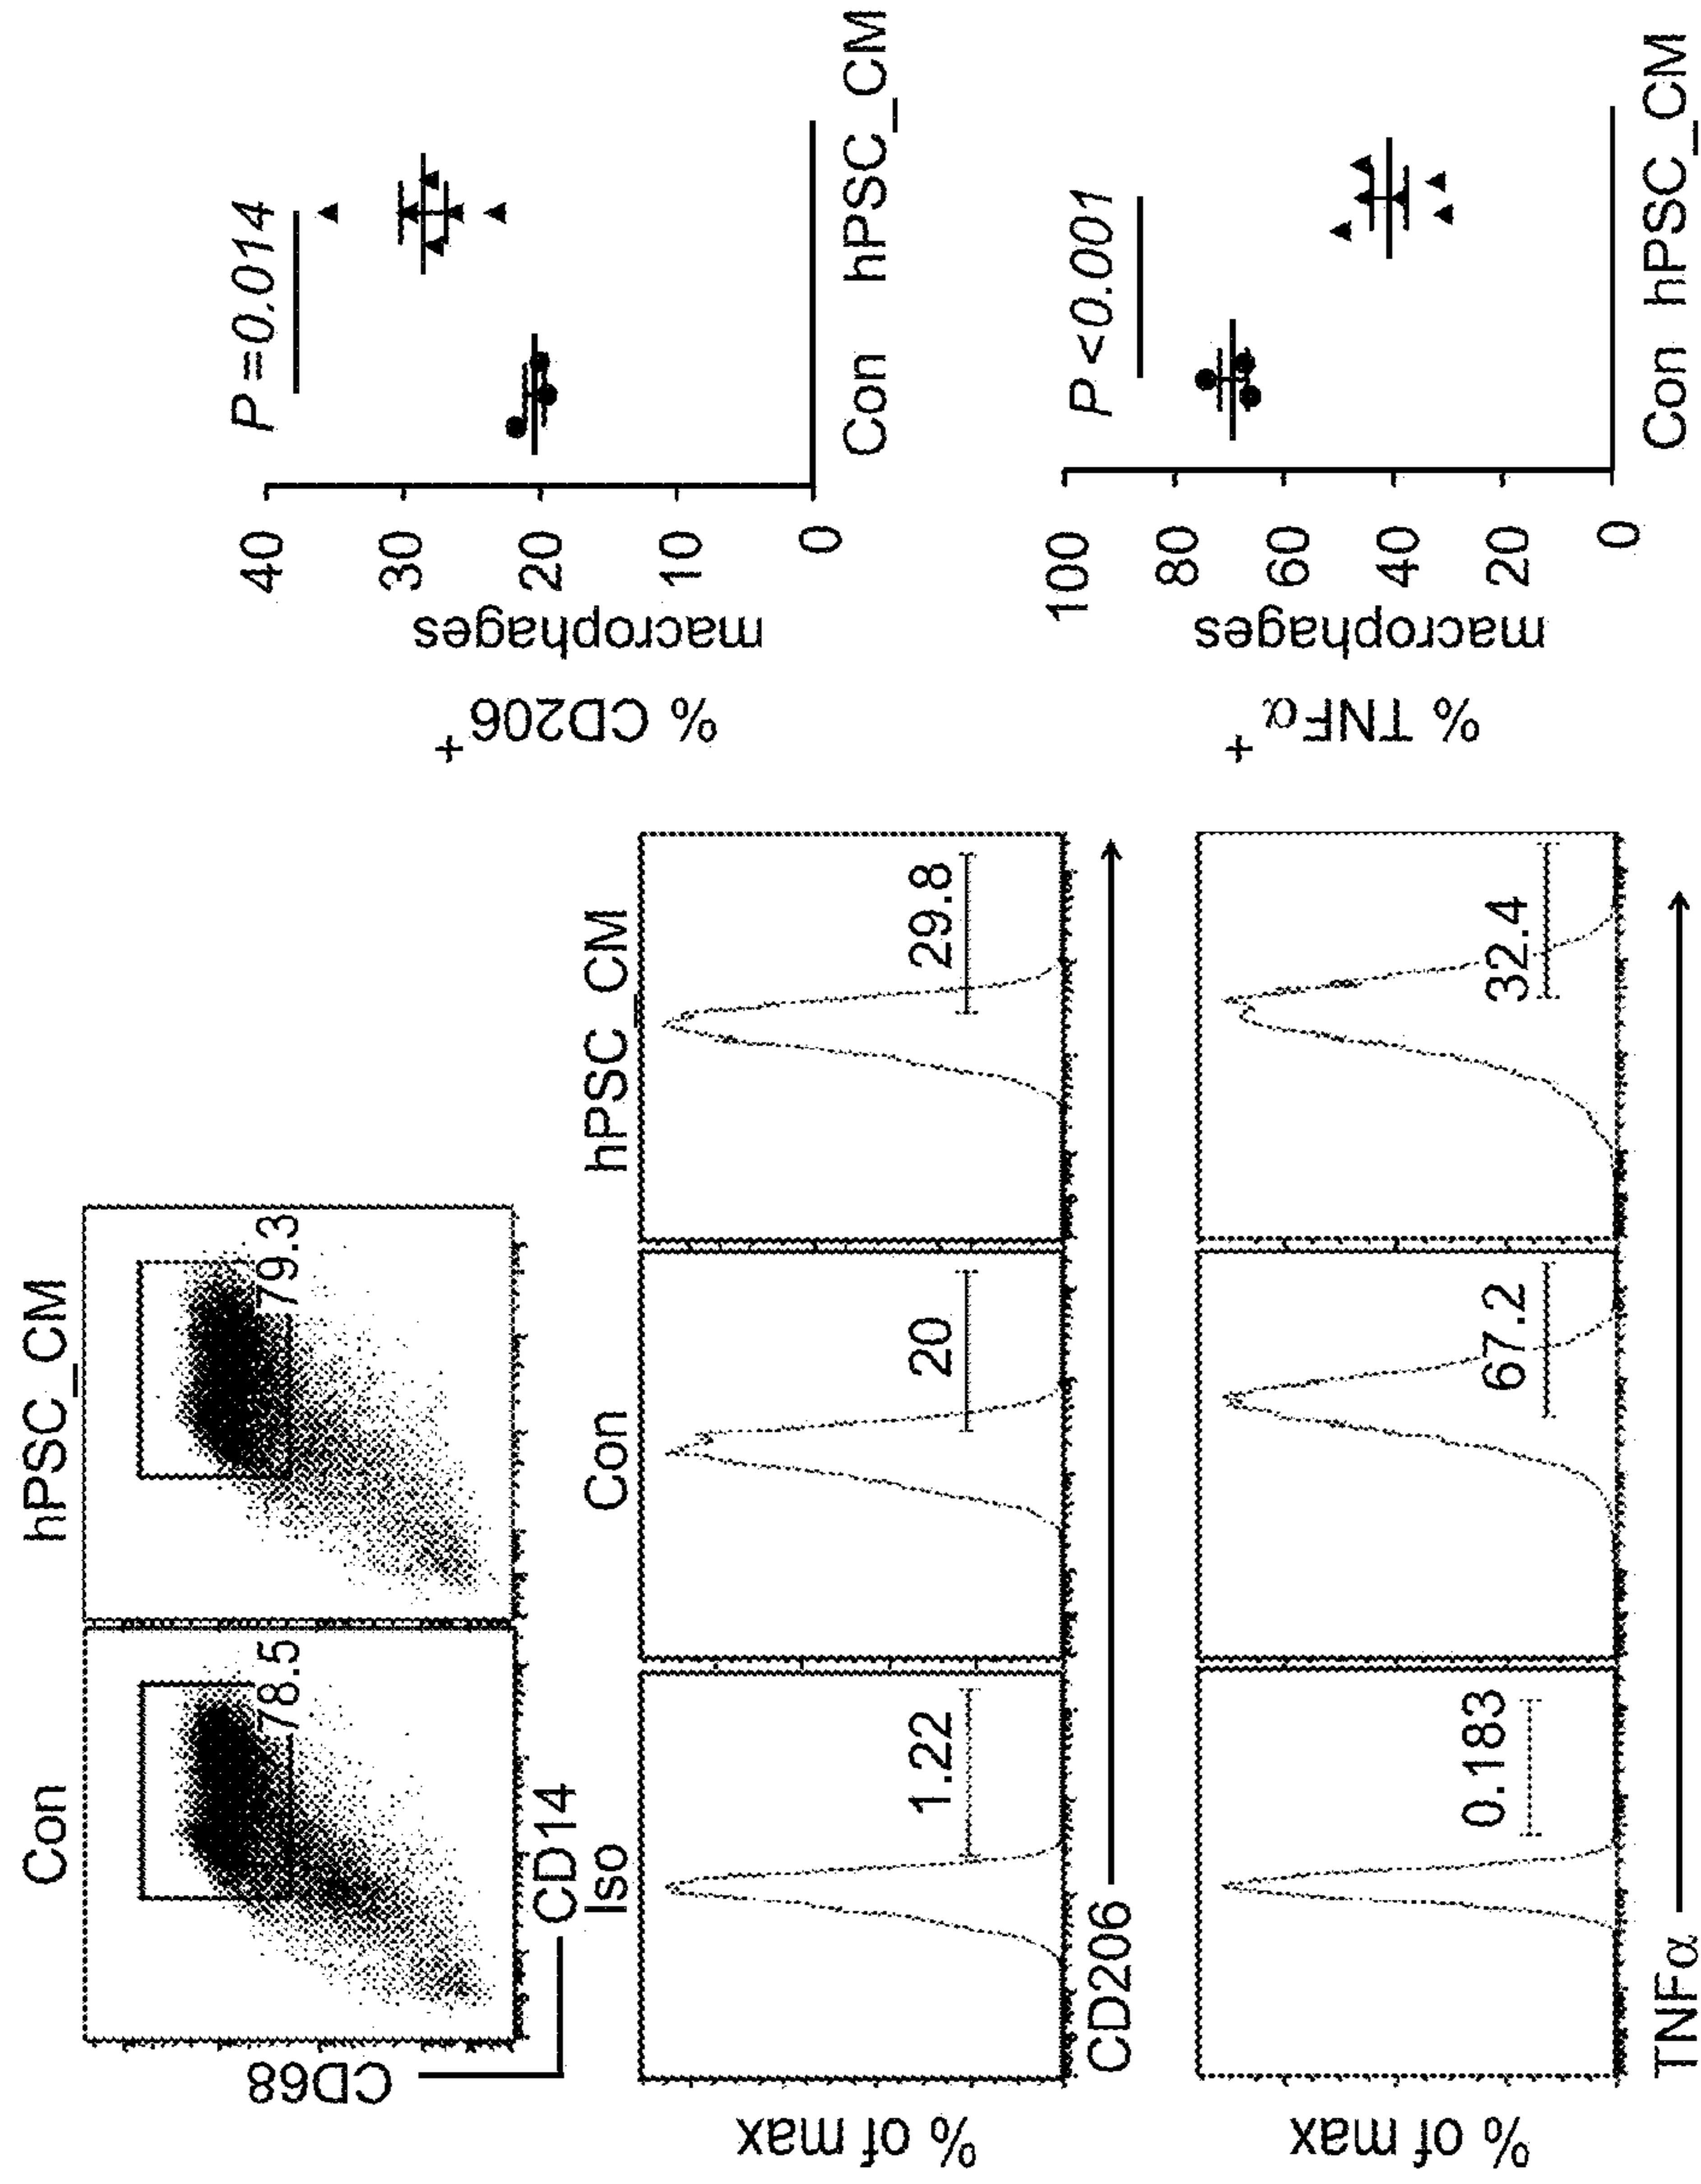 Con
hPSC_CM
CD68
78.5
79.3
CD14
Iso
Con
hPSC_CM
% of max
1.22
20
29.8
CD206
% of max
0.183
67.2
32.4
TNFα
% CD206⁺
macrophages
40
30
20
10
0
P=0.014
Con
hPSC_CM
% TNFα⁺
macrophages
100
80
60
40
20
0
P<0.001
Con
hPSC_CM